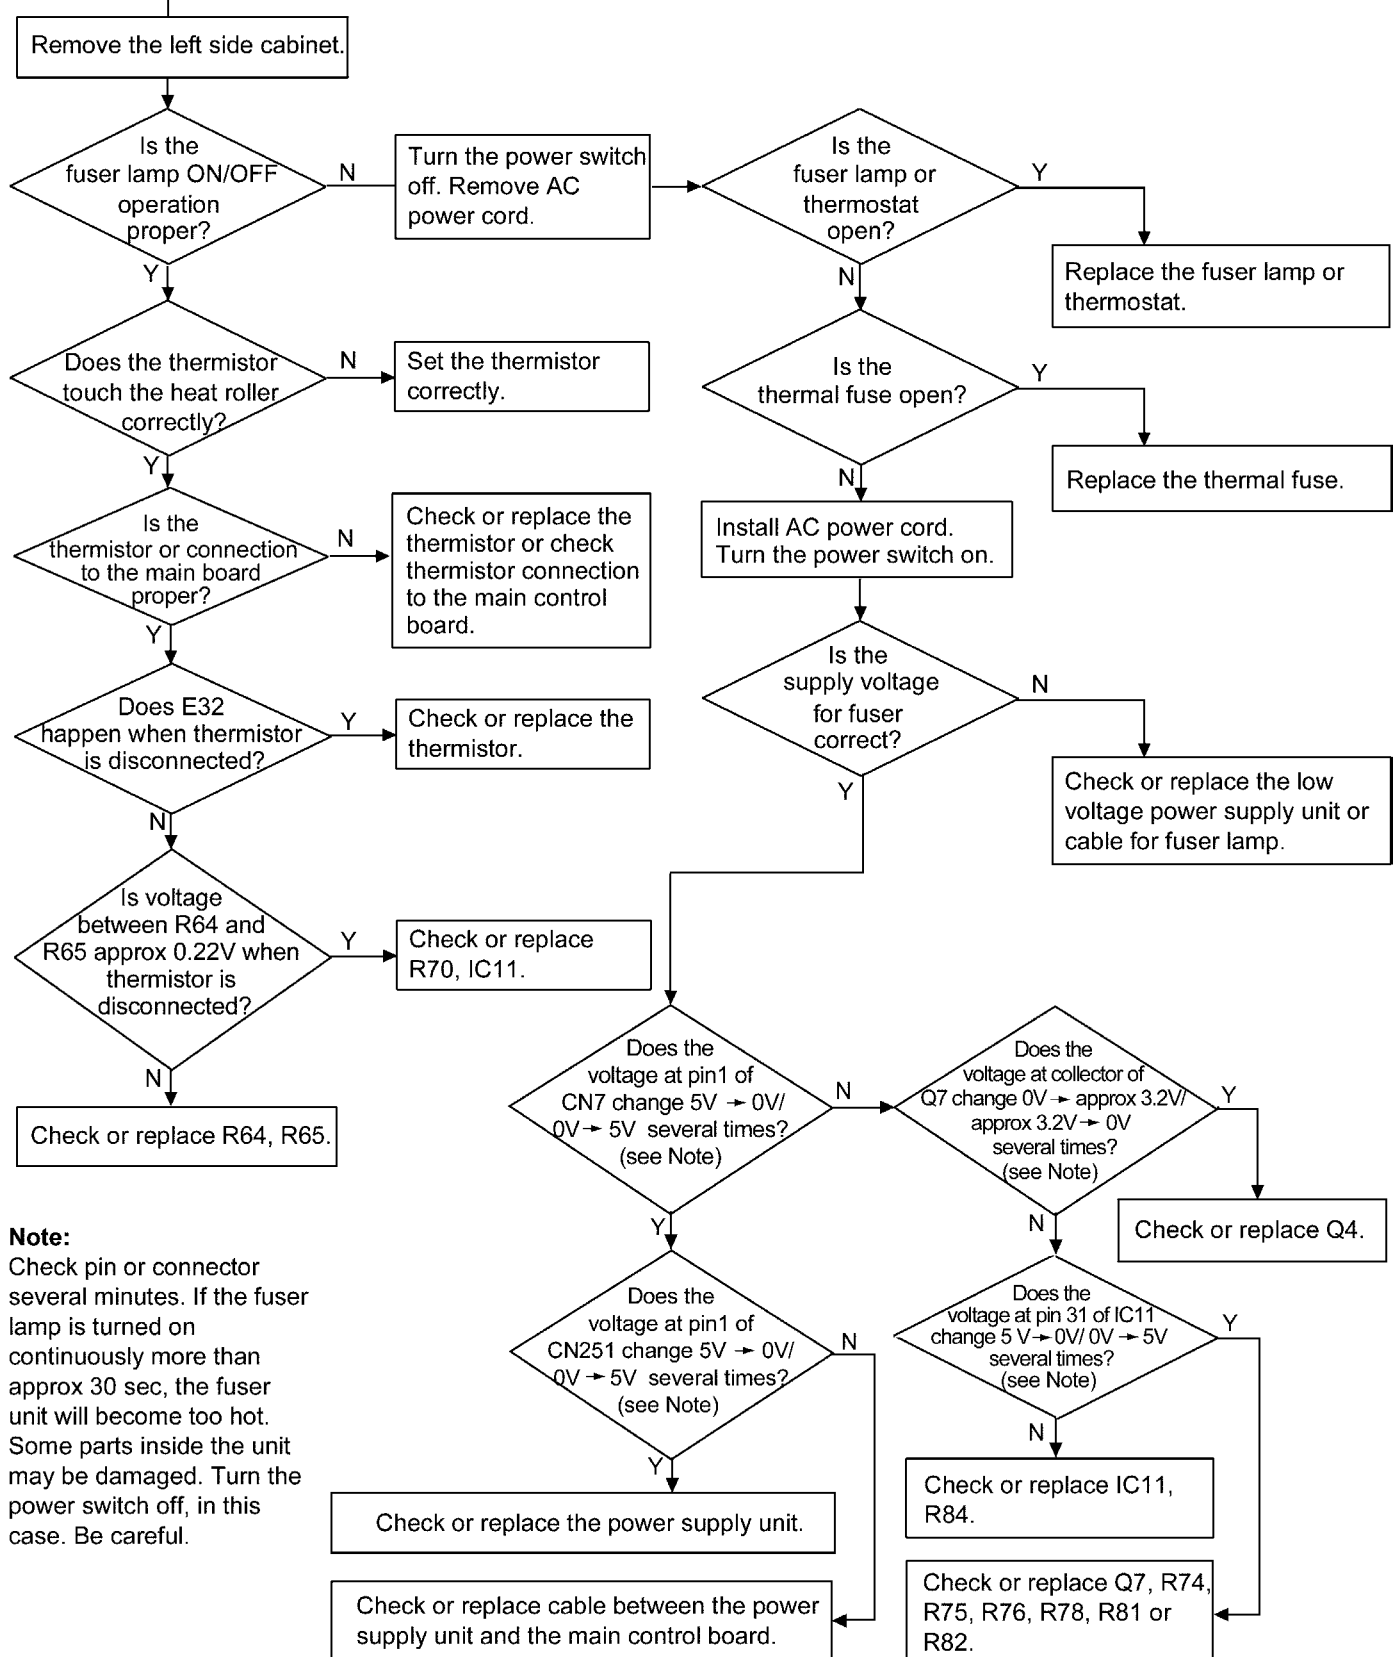 Remove the left side cabinet.
Is the
fuser lamp ON/OFF
operation
proper?
N
Y
Turn the power switch
off. Remove AC
power cord.
Is the
fuser lamp or
thermostat
open?
Y
N
Replace the fuser lamp or
thermostat.
Does the thermistor
touch the heat roller
correctly?
N
Y
Set the thermistor
correctly.
Is the
thermal fuse open?
Y
N
Replace the thermal fuse.
Is the
thermistor or connection
to the main board
proper?
N
Y
Check or replace the
thermistor or check
thermistor connection
to the main control
board.
Install AC power cord.
Turn the power switch on.
Is the
supply voltage
for fuser
correct?
N
Y
Check or replace the low
voltage power supply unit or
cable for fuser lamp.
Does E32
happen when thermistor
is disconnected?
Y
N
Check or replace the
thermistor.
Is voltage
between R64 and
R65 approx 0.22V when
thermistor is
disconnected?
Y
N
Check or replace
R70, IC11.
Check or replace R64, R65.
Does the
voltage at pin1 of
CN7 change 5V → 0V/
0V → 5V several times?
(see Note)
N
Y
Does the
voltage at collector of
Q7 change 0V → approx 3.2V/
approx 3.2V → 0V
several times?
(see Note)
Y
N
Check or replace Q4.
Does the
voltage at pin1 of
CN251 change 5V → 0V/
0V → 5V several times?
(see Note)
N
Y
Does the
voltage at pin 31 of IC11
change 5 V → 0V/ 0V → 5V
several times?
(see Note)
Y
N
Check or replace IC11,
R84.
Check or replace the power supply unit.
Check or replace cable between the power
supply unit and the main control board.
Check or replace Q7, R74,
R75, R76, R78, R81 or
R82.
Note:
Check pin or connector
several minutes. If the fuser
lamp is turned on
continuously more than
approx 30 sec, the fuser
unit will become too hot.
Some parts inside the unit
may be damaged. Turn the
power switch off, in this
case. Be careful.